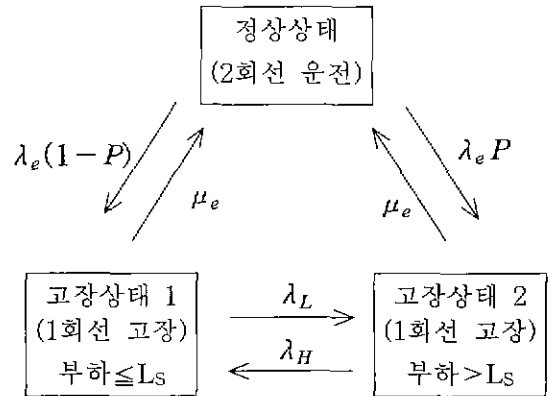 정상상태
(2회선 운전)
λₑ(1−P)
μₑ
μₑ
λₑP
고장상태 1
(1회선 고장)
부하≦Lₛ
λ_L
λ_H
고장상태 2
(1회선 고장)
부하>Lₛ